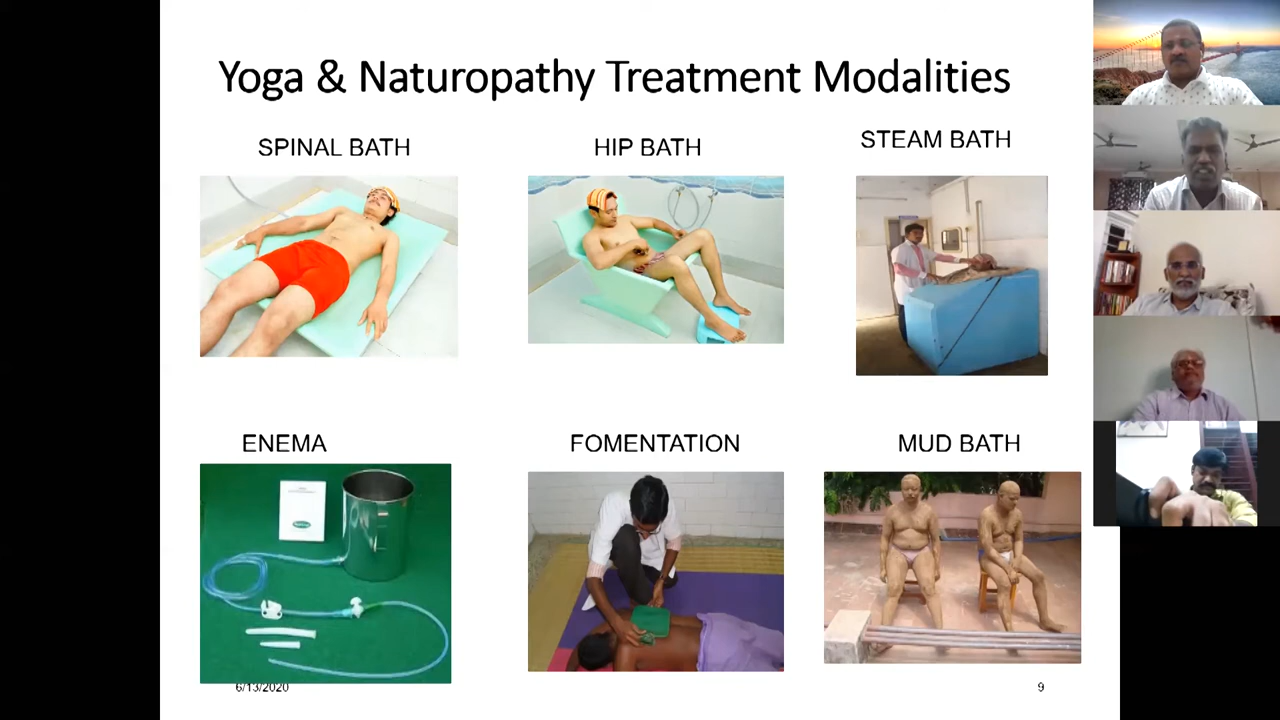 Yoga & Naturopathy Treatment Modalities
SPINAL BATH
HIP BATH
STEAM BATH
ENEMA
FOMENTATION
MUD BATH
6/13/2020
9